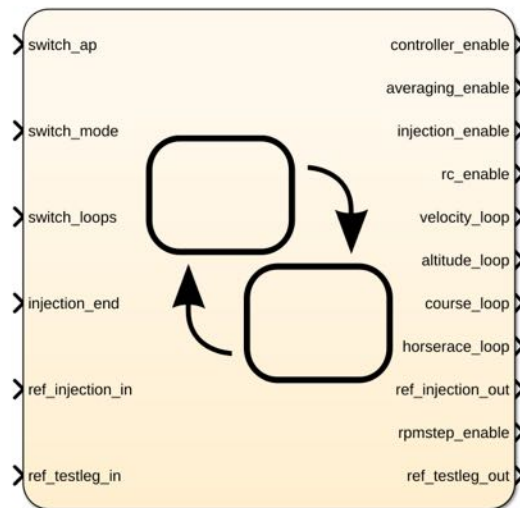 switch_ap
switch_mode
switch_loops
injection_end
ref_injection_in
ref_testleg_in
controller_enable
averaging_enable
injection_enable
rc_enable
velocity_loop
altitude_loop
course_loop
horserace_loop
ref_injection_out
rpmstep_enable
ref_testleg_out